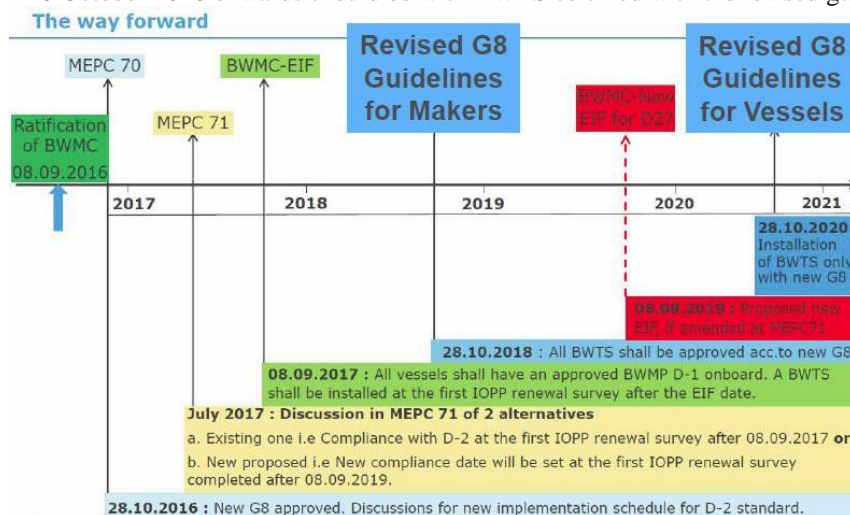 The way forward
MEPC 70
BWMC-EIF
Revised G8
Guidelines
for Makers
Revised G8
Guidelines
for Vessels
BWMC-New
EIF for D2?
MEPC 71
Ratification
of BWMC
08.09.2016
2017
2018
2019
2020
2021
28.10.2020
Installation
of BWTS only
with new G8
08.09.2019 : Proposed new
EIF, if amended at MEPC71
28.10.2018 : All BWTS shall be approved acc.to new G8
08.09.2017 : All vessels shall have an approved BWMP D-1 onboard. A BWTS
shall be installed at the first IOPP renewal survey after the EIF date.
July 2017 : Discussion in MEPC 71 of 2 alternatives
a. Existing one i.e Compliance with D-2 at the first IOPP renewal survey after 08.09.2017 or
b. New proposed i.e New compliance date will be set at the first IOPP renewal survey
completed after 08.09.2019.
28.10.2016 : New G8 approved. Discussions for new implementation schedule for D-2 standard.